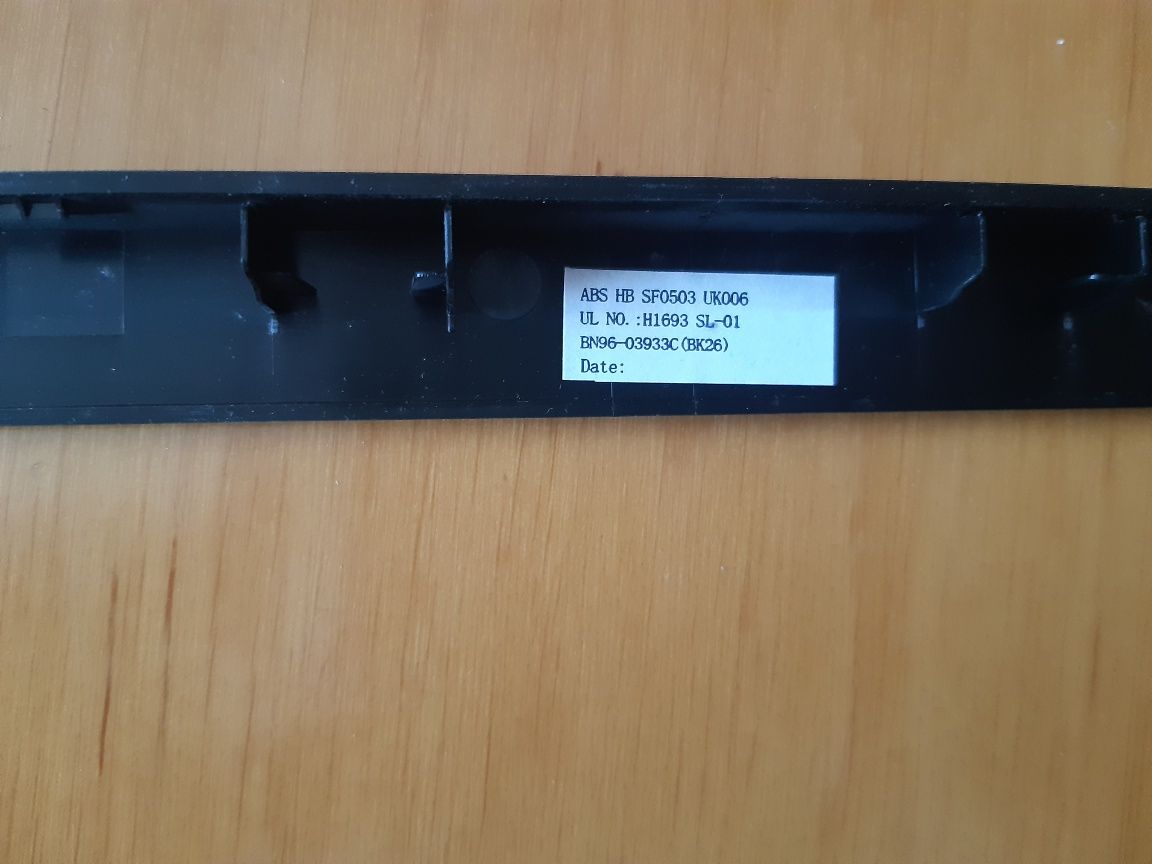 ABS HB SF0503 UK006
UL NO.:H1693 SL-01
BN96-03933C(BK26)
Date: